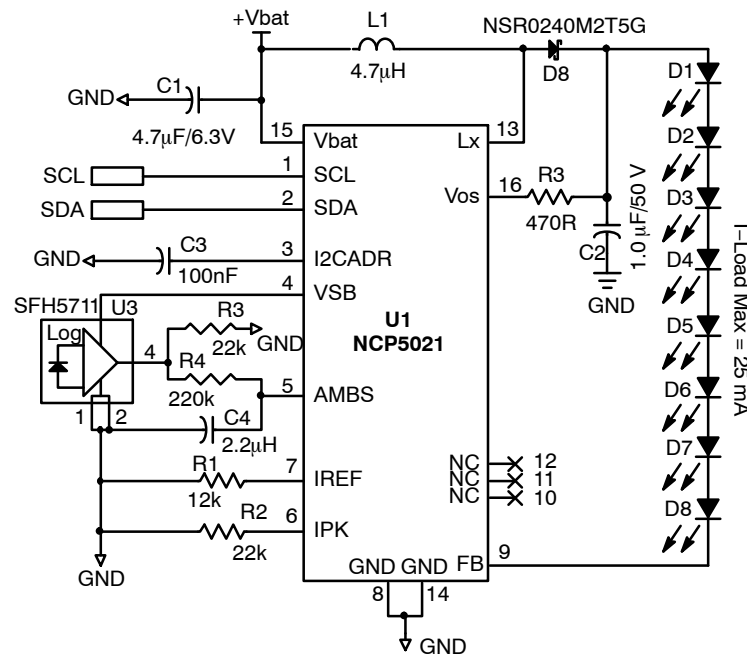 +Vbat
L1
4.7µH
NSR0240M2T5G
D8
C1
GND
4.7µF/6.3V
15
Vbat
Lx
13
SCL
1
SCL
SDA
2
SDA
Vos
16
R3
470R
C2
1.0 µF/50 V
GND
GND
C3
100nF
3
I2CADR
4
VSB
SFH5711
U3
Log
4
R3
22k
GND
R4
220k
5
AMBS
1
2
C4
2.2µH
U1
NCP5021
R1
12k
7
IREF
R2
22k
6
IPK
GND
NC
12
NC
11
NC
10
GND
GND
FB
9
8
14
GND
D1
D2
D3
D4
D5
D6
D7
D8
I-Load Max = 25 mA